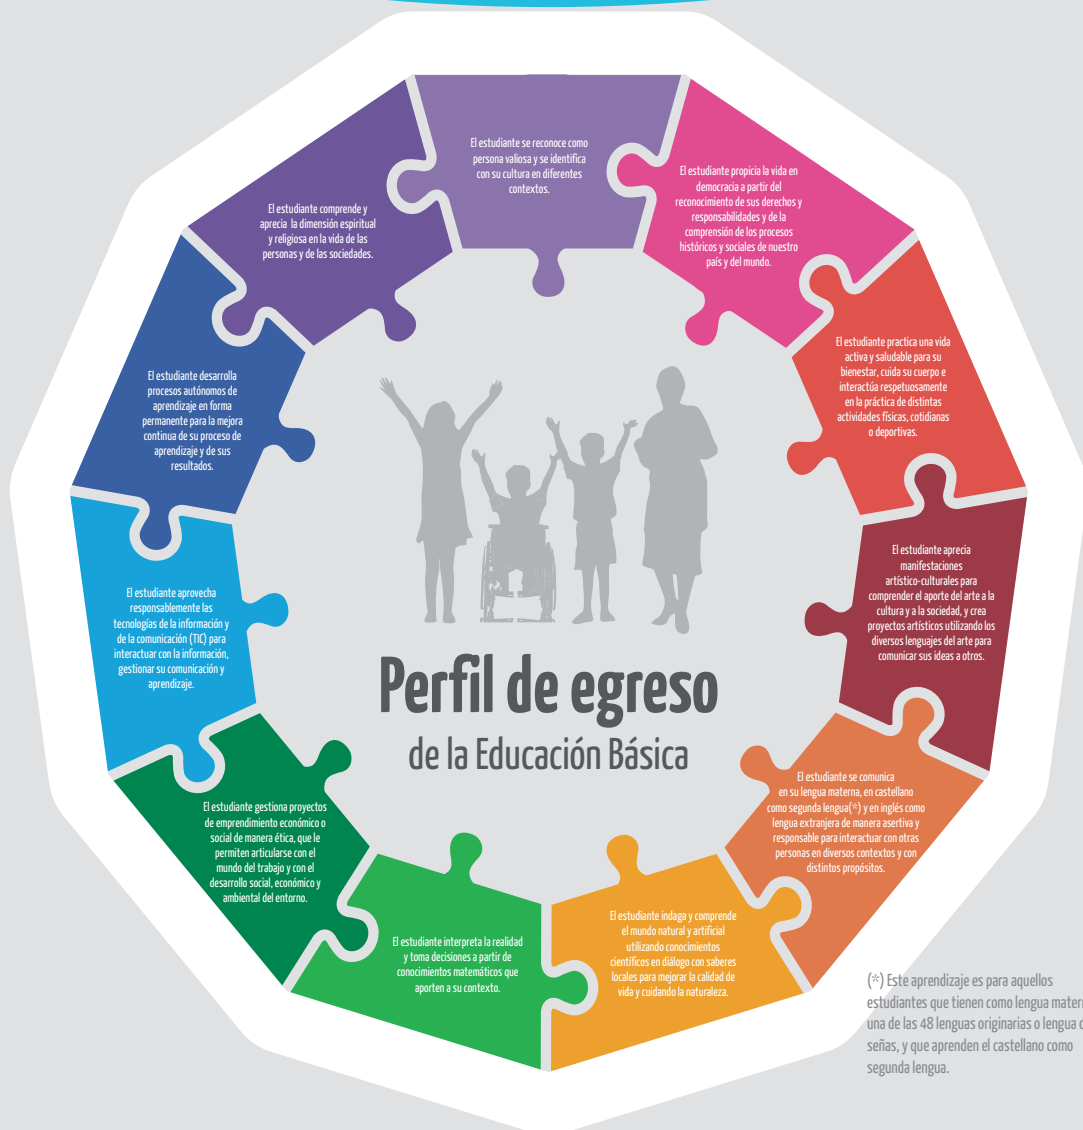 El estudiante se reconoce como
persona valiosa y se identifica
con su cultura en diferentes
contextos.
El estudiante propicia la vida en
democracia a partir del
reconocimiento de sus derechos y
responsabilidades y de la
comprensión de los procesos
históricos y sociales de nuestro
país y del mundo.
El estudiante practica una vida
activa y saludable para su
bienestar, cuida su cuerpo e
interactúa respetuosamente
en la práctica de distintas
actividades físicas, cotidianas
o deportivas.
El estudiante aprecia
manifestaciones
artístico-culturales para
comprender el aporte del arte a la
cultura y a la sociedad, y crea
proyectos artísticos utilizando los
diversos lenguajes del arte para
comunicar sus ideas a otros.
El estudiante se comunica
en su lengua materna, en castellano
como segunda lengua(*) y en inglés como
lengua extranjera de manera asertiva y
responsable para interactuar con otras
personas en diversos contextos y con
distintos propósitos.
El estudiante indaga y comprende
el mundo natural y artificial
utilizando conocimientos
científicos en diálogo con saberes
locales para mejorar la calidad de
vida y cuidando la naturaleza.
El estudiante interpreta la realidad
y toma decisiones a partir de
conocimientos matemáticos que
aporten a su contexto.
El estudiante gestiona proyectos
de emprendimiento económico o
social de manera ética, que le
permiten articularse con el
mundo del trabajo y con el
desarrollo social, económico y
ambiental del entorno.
El estudiante aprovecha
responsablemente las
tecnologías de la información y
de la comunicación (TIC) para
interactuar con la información,
gestionar su comunicación y
aprendizaje.
El estudiante desarrolla
procesos autónomos de
aprendizaje en forma
permanente para la mejora
continua de su proceso de
aprendizaje y de sus
resultados.
El estudiante comprende y
aprecia la dimensión espiritual
y religiosa en la vida de las
personas y de las sociedades.
Perfil de egreso
de la Educación Básica
(*) Este aprendizaje es para aquellos
estudiantes que tienen como lengua
una de las 48 lenguas originarias o lengua
señas, y que aprenden el castellano como
segunda lengua.